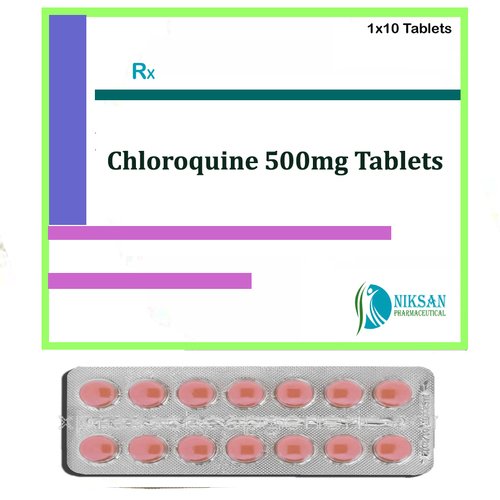 1x10 Tablets
Rx
Chloroquine 500mg Tablets
NIKSAN
PHARMACEUTICAL